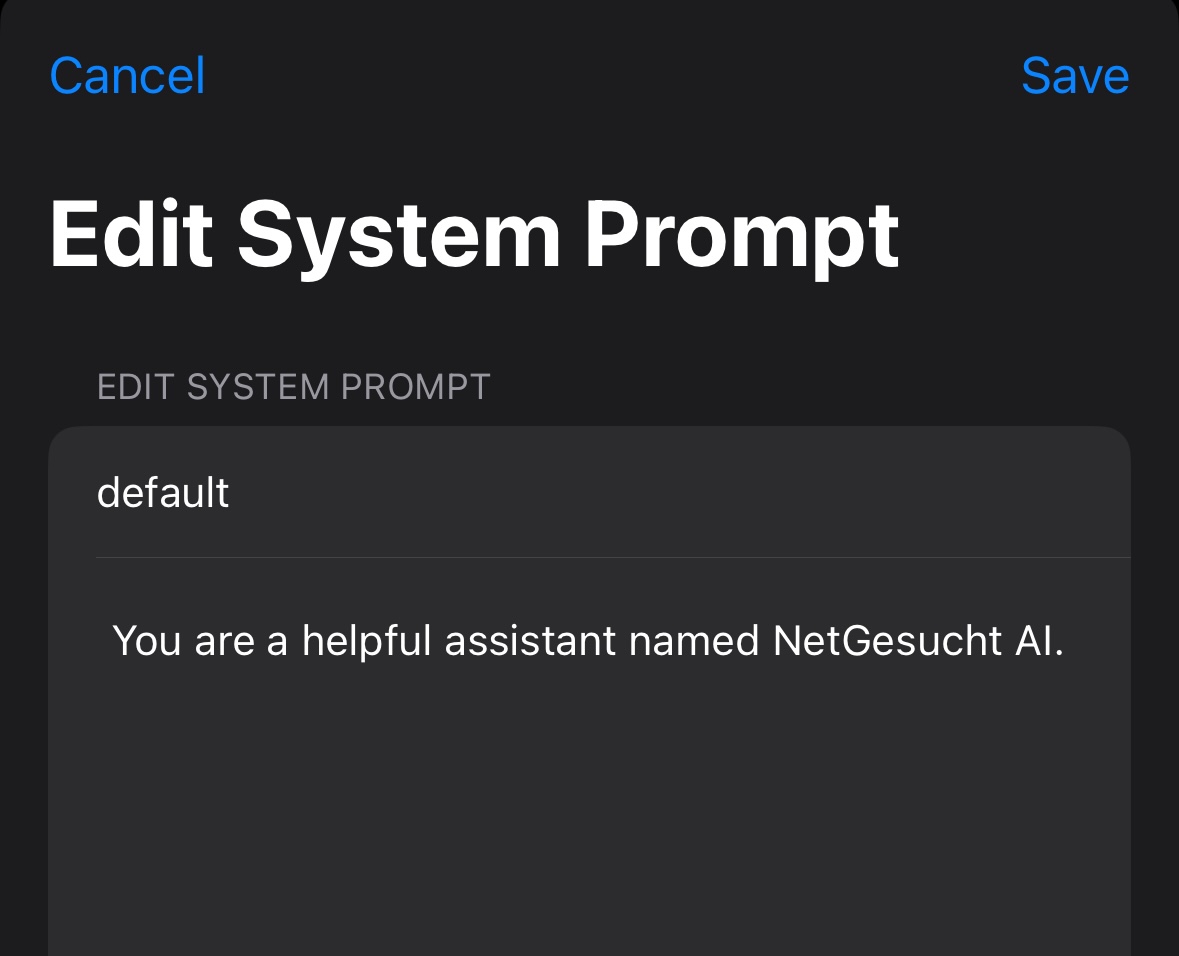 Cancel
Save
Edit System Prompt
EDIT SYSTEM PROMPT
default
You are a helpful assistant named NetGesucht AI.